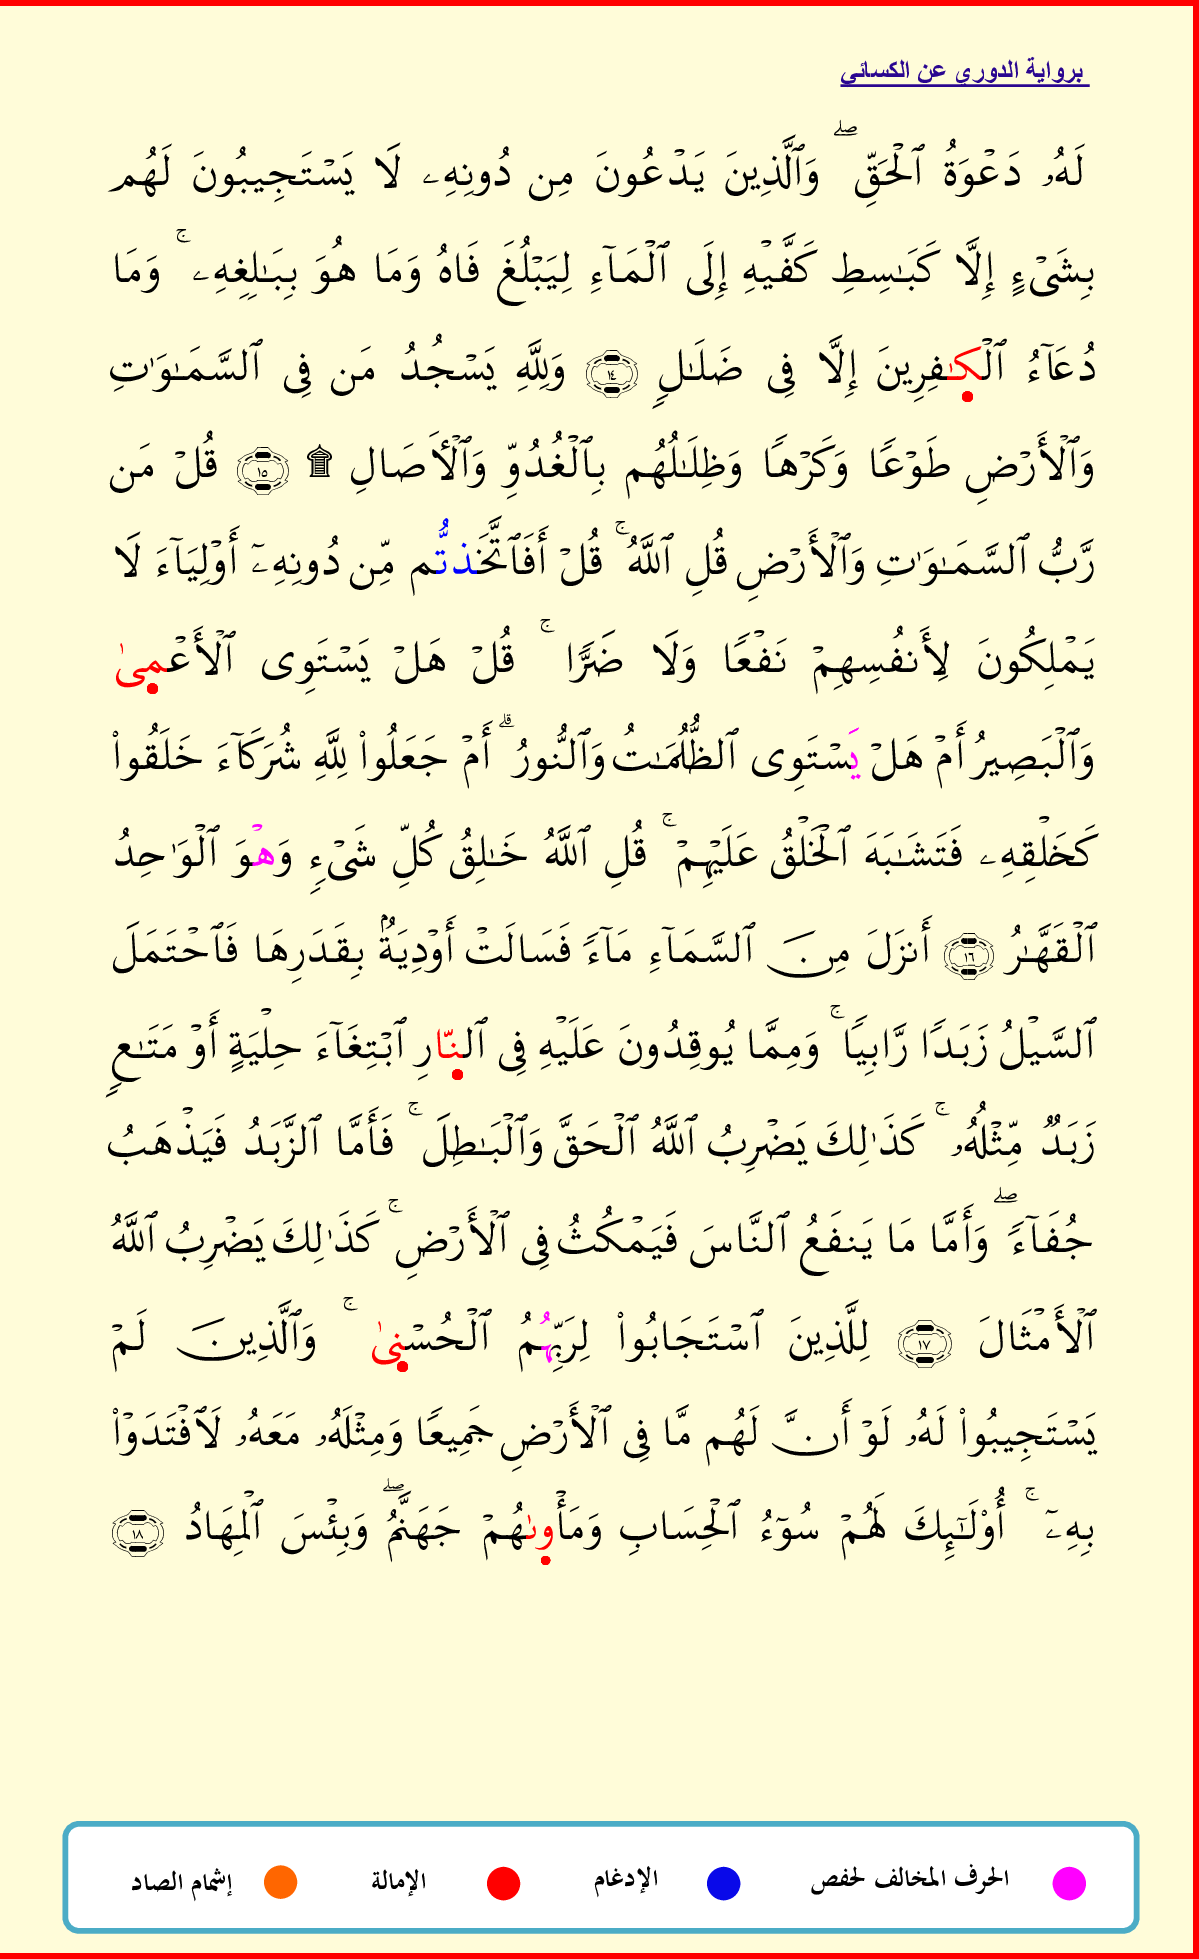 برواية الدوري عن الكسائي
لَهُۥ دَعۡوَةُ ٱلۡحَقِّۖ وَٱلَّذِينَ يَدۡعُونَ مِن دُونِهِۦ لَا يَسۡتَجِيبُونَ لَهُم
بِشَيۡءٍ إِلَّا كَبَٰسِطِ كَفَّيۡهِ إِلَى ٱلۡمَآءِ لِيَبۡلُغَ فَاهُ وَمَا هُوَ بِبَٰلِغِهِۦۚ وَمَا
دُعَآءُ ٱلۡكَٰفِرِينَ إِلَّا فِي ضَلَٰلٖ ١٤ وَلِلَّهِ يَسۡجُدُۤ مَن فِي ٱلسَّمَٰوَٰتِ
وَٱلۡأَرۡضِ طَوۡعٗا وَكَرۡهٗا وَظِلَٰلُهُم بِٱلۡغُدُوِّ وَٱلۡأٓصَالِ ۩ ١٥ قُلۡ مَن
رَّبُّ ٱلسَّمَٰوَٰتِ وَٱلۡأَرۡضِ قُلِ ٱللَّهُۚ قُلۡ أَفَٱتَّخَذتُّم مِّن دُونِهِۦٓ أَوۡلِيَآءَ لَا
يَمۡلِكُونَ لِأَنفُسِهِمۡ نَفۡعٗا وَلَا ضَرّٗاۚ قُلۡ هَلۡ يَسۡتَوِي ٱلۡأَعۡمِىٰ
وَٱلۡبَصِيرُ أَمۡ هَلۡ يَسۡتَوِي ٱلظُّلُمَٰتُ وَٱلنُّورُۗ أَمۡ جَعَلُواْ لِلَّهِ شُرَكَآءَ خَلَقُواْ
كَخَلۡقِهِۦ فَتَشَٰبَهَ ٱلۡخَلۡقُ عَلَيۡهِمۡۚ قُلِ ٱللَّهُ خَٰلِقُ كُلِّ شَيۡءٖ وَهۡوَ ٱلۡوَٰحِدُ
ٱلۡقَهَّٰرُ ١٦ أَنزَلَ مِنَ ٱلسَّمَآءِ مَآءٗ فَسَالَتۡ أَوۡدِيَةُۢ بِقَدَرِهَا فَٱحۡتَمَلَ
ٱلسَّيۡلُ زَبَدٗا رَّابِيٗاۚ وَمِمَّا يُوقِدُونَ عَلَيۡهِ فِي ٱلنِّارِ ٱبۡتِغَآءَ حِلۡيَةٍ أَوۡ مَتَٰعٖ
زَبَدٞ مِّثۡلُهُۥۚ كَذَٰلِكَ يَضۡرِبُ ٱللَّهُ ٱلۡحَقَّ وَٱلۡبَٰطِلَۚ فَأَمَّا ٱلزَّبَدُ فَيَذۡهَبُ
جُفَآءٗۖ وَأَمَّا مَا يَنفَعُ ٱلنَّاسَ فَيَمۡكُثُ فِي ٱلۡأَرۡضِۚ كَذَٰلِكَ يَضۡرِبُ ٱللَّهُ
ٱلۡأَمۡثَالَ ١٧ لِلَّذِينَ ٱسۡتَجَابُواْ لِرَبِّهُمُ ٱلۡحُسۡنِىٰۚ وَٱلَّذِينَ لَمۡ
يَسۡتَجِيبُواْ لَهُۥ لَوۡ أَنَّ لَهُم مَّا فِي ٱلۡأَرۡضِ جَمِيعٗا وَمِثۡلَهُۥ مَعَهُۥ لَٱفۡتَدَوۡاْ
بِهِۦٓۚ أُوْلَٰٓئِكَ لَهُمۡ سُوٓءُ ٱلۡحِسَابِ وَمَأۡوِىٰهُمۡ جَهَنَّمُۖ وَبِئۡسَ ٱلۡمِهَادُ ١٨
الحرف المخالف لحفص الإدغام الإمالة إشمام الصاد